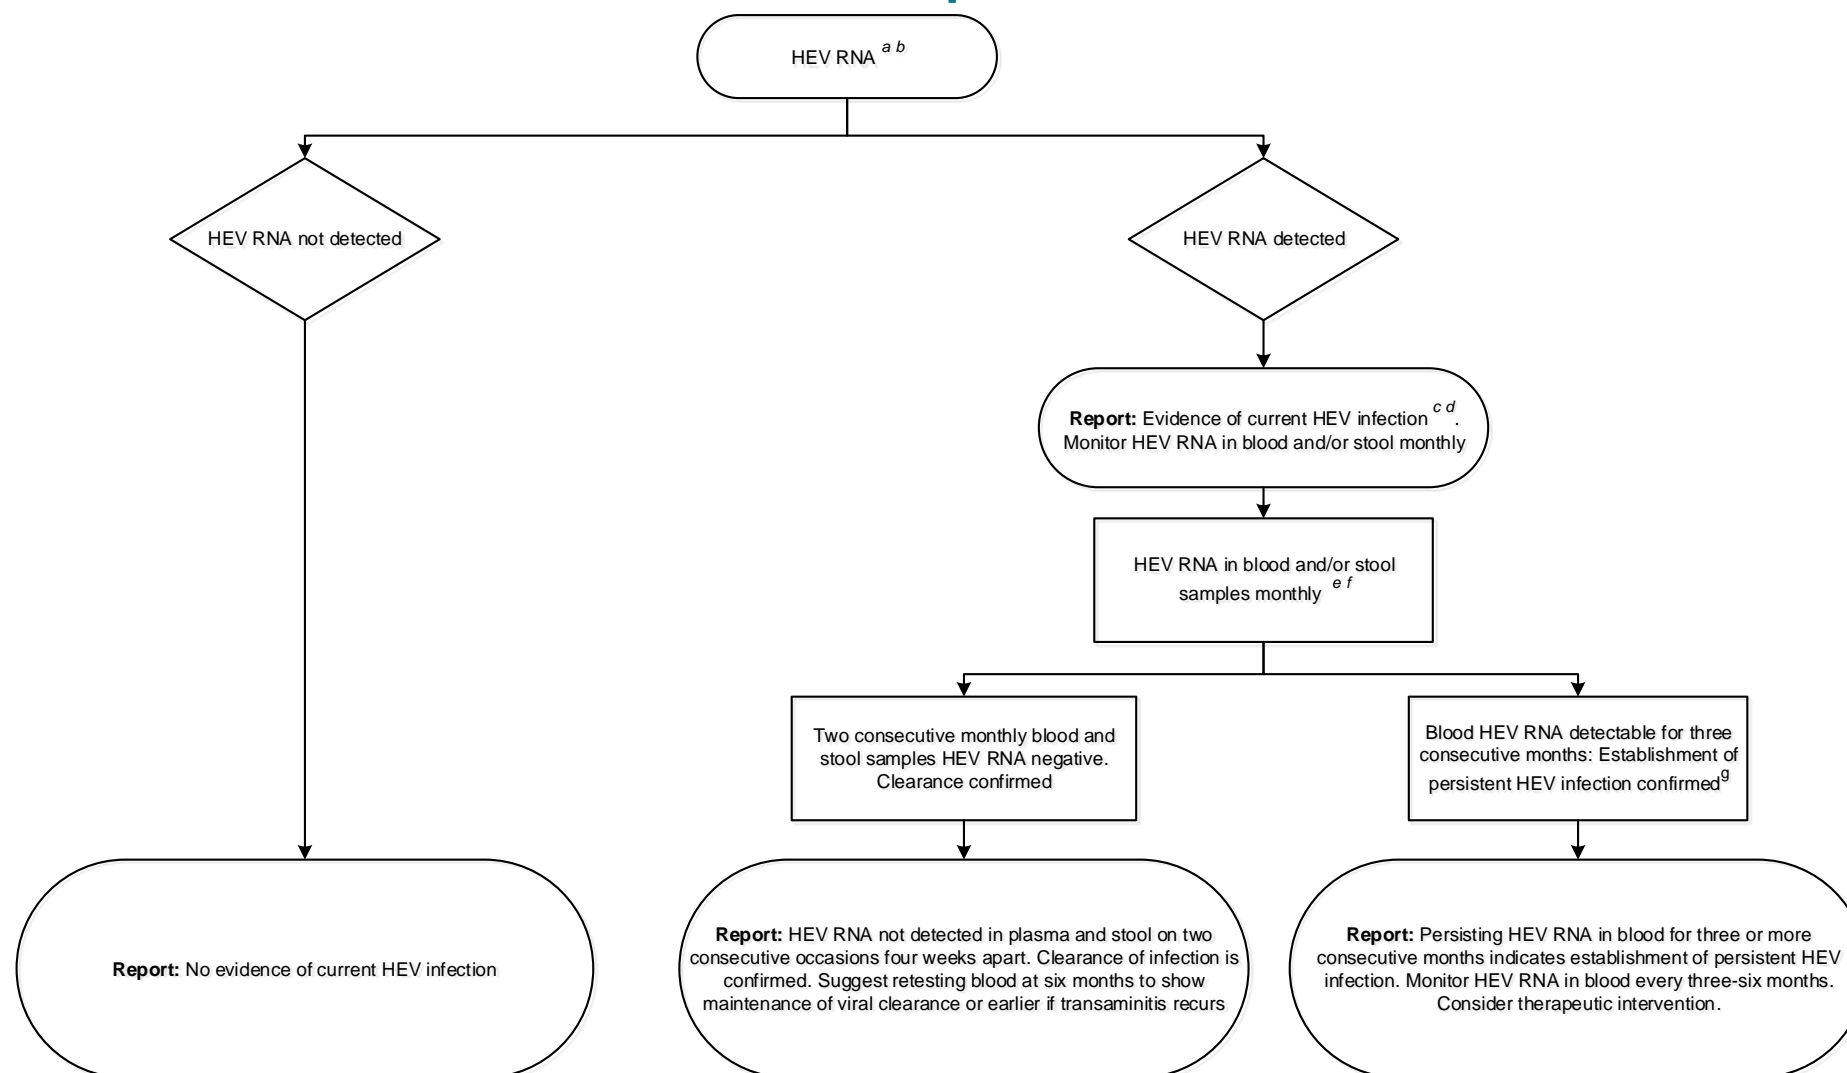 HEV RNA a b
HEV RNA not detected
HEV RNA detected
Report: Evidence of current HEV infection c d.
Monitor HEV RNA in blood and/or stool monthly
HEV RNA in blood and/or stool
samples monthly e f
Two consecutive monthly blood and
stool samples HEV RNA negative.
Clearance confirmed
Blood HEV RNA detectable for three
consecutive months: Establishment of
persistent HEV infection confirmedg
Report: No evidence of current HEV infection
Report: HEV RNA not detected in plasma and stool on two
consecutive occasions four weeks apart. Clearance of infection is
confirmed. Suggest retesting blood at six months to show
maintenance of viral clearance or earlier if transaminitis recurs
Report: Persisting HEV RNA in blood for three or more
consecutive months indicates establishment of persistent HEV
infection. Monitor HEV RNA in blood every three-six months.
Consider therapeutic intervention.